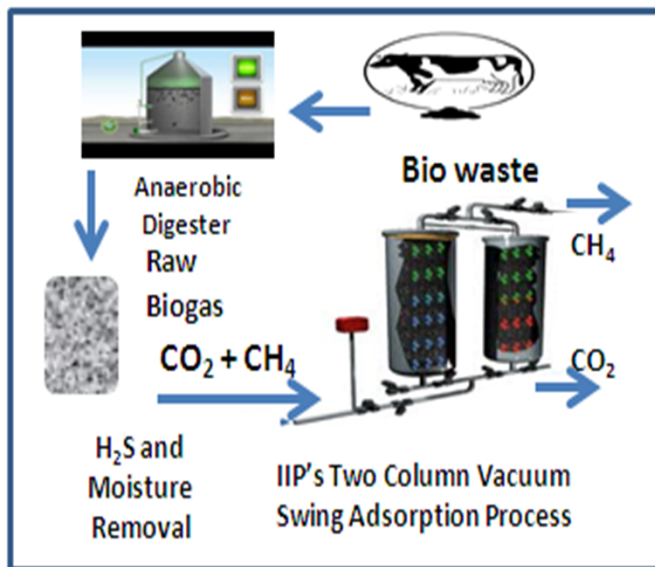 Bio waste
Anaerobic
Digester
Raw
Biogas
CH₄
CO₂ + CH₄
CO₂
H₂S and
Moisture
Removal
IIP's Two Column Vacuum
Swing Adsorption Process